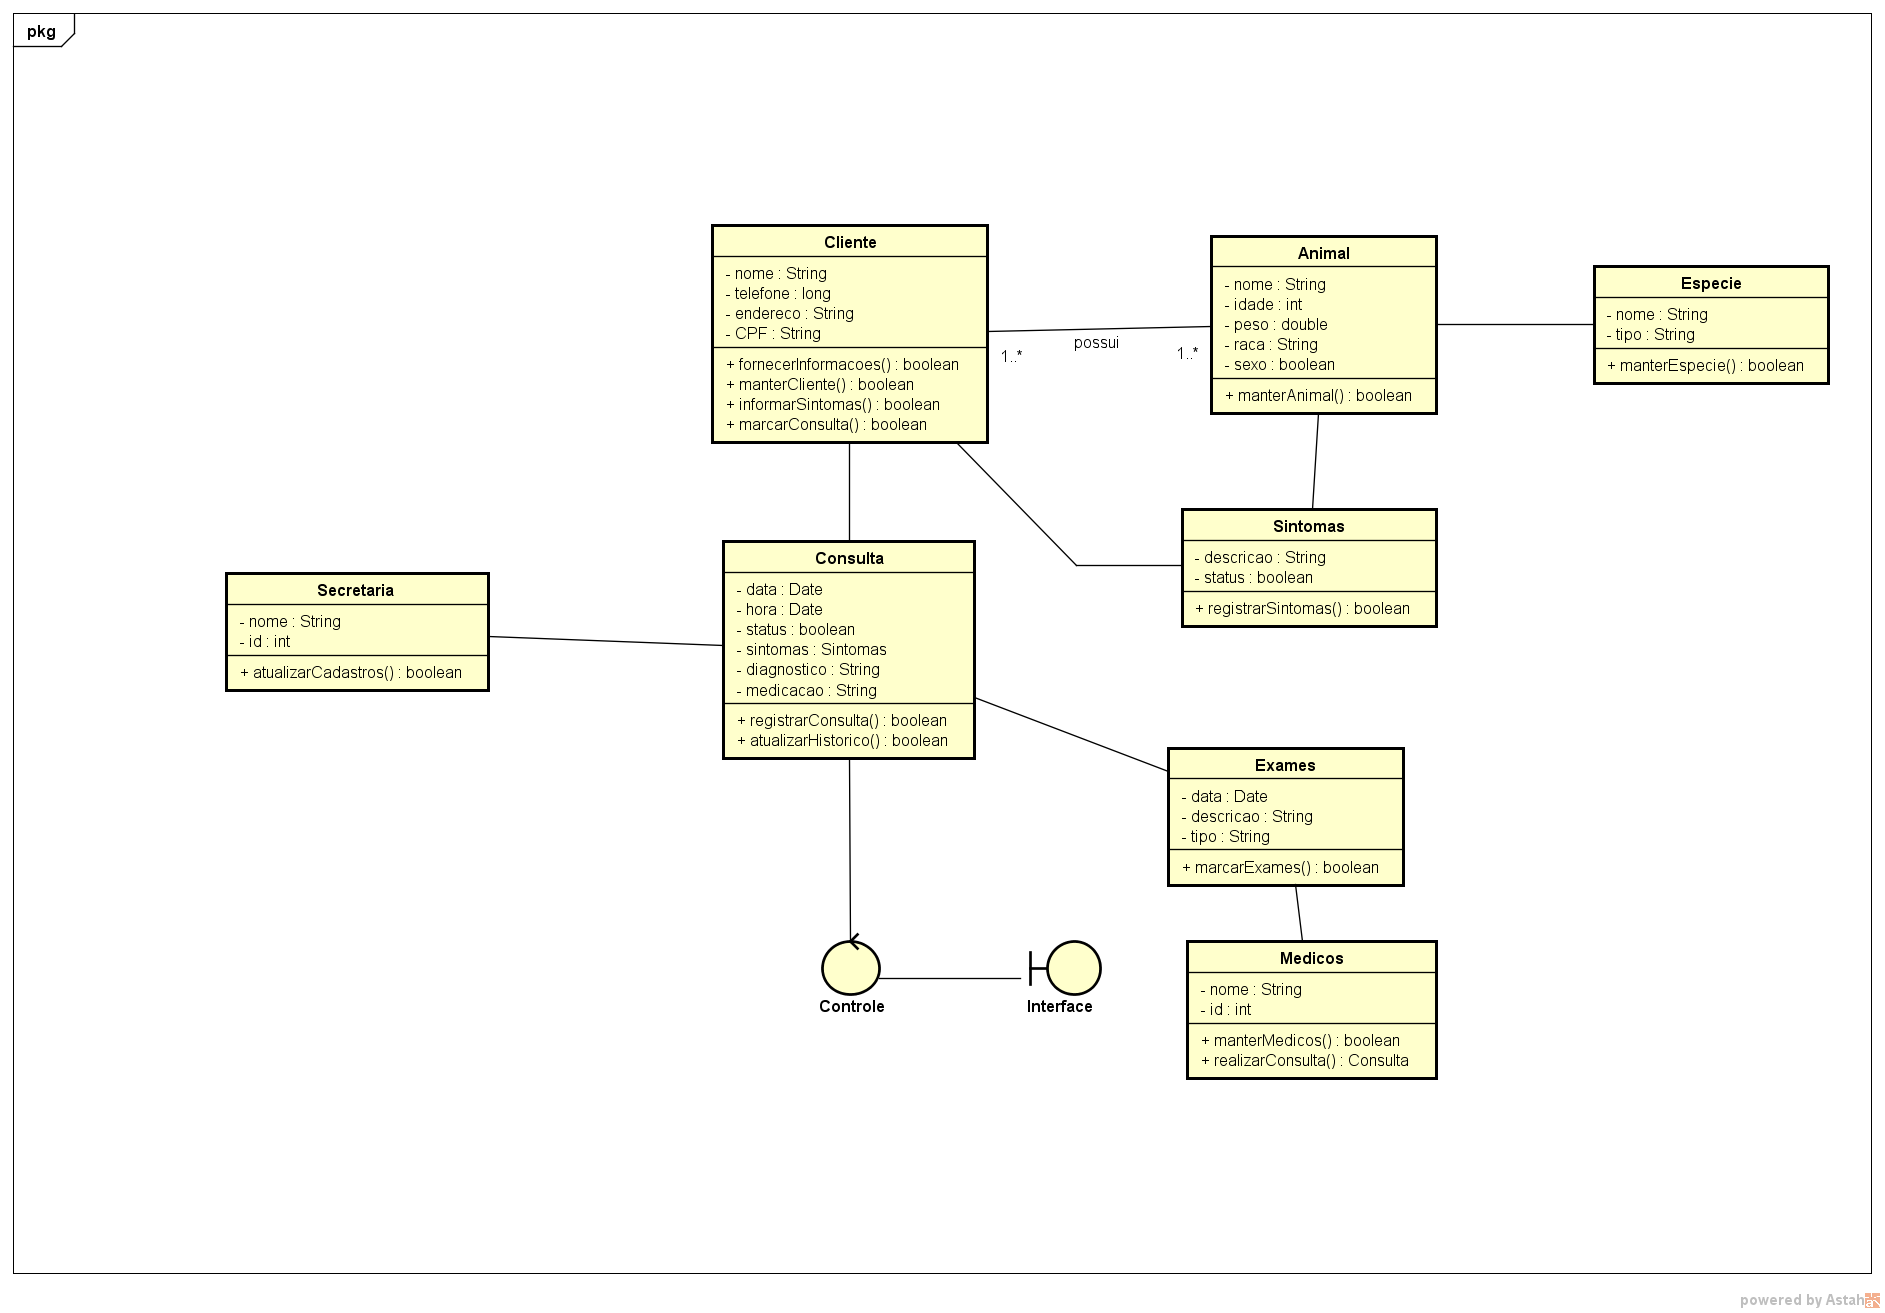 pkg
Cliente
- nome : String
- telefone : long
- endereco : String
- CPF : String
+ fornecerInformacoes() : boolean
+ manterCliente() : boolean
+ informarSintomas() : boolean
+ marcarConsulta() : boolean
1..*
possui
1..*
Animal
- nome : String
- idade : int
- peso : double
- raca : String
- sexo : boolean
+ manterAnimal() : boolean
Especie
- nome : String
- tipo : String
+ manterEspecie() : boolean
Sintomas
- descricao : String
- status : boolean
+ registrarSintomas() : boolean
Secretaria
- nome : String
- id : int
+ atualizarCadastros() : boolean
Consulta
- data : Date
- hora : Date
- status : boolean
- sintomas : Sintomas
- diagnostico : String
- medicacao : String
+ registrarConsulta() : boolean
+ atualizarHistorico() : boolean
Exames
- data : Date
- descricao : String
- tipo : String
+ marcarExames() : boolean
Controle
Interface
Medicos
- nome : String
- id : int
+ manterMedicos() : boolean
+ realizarConsulta() : Consulta
powered by Astah